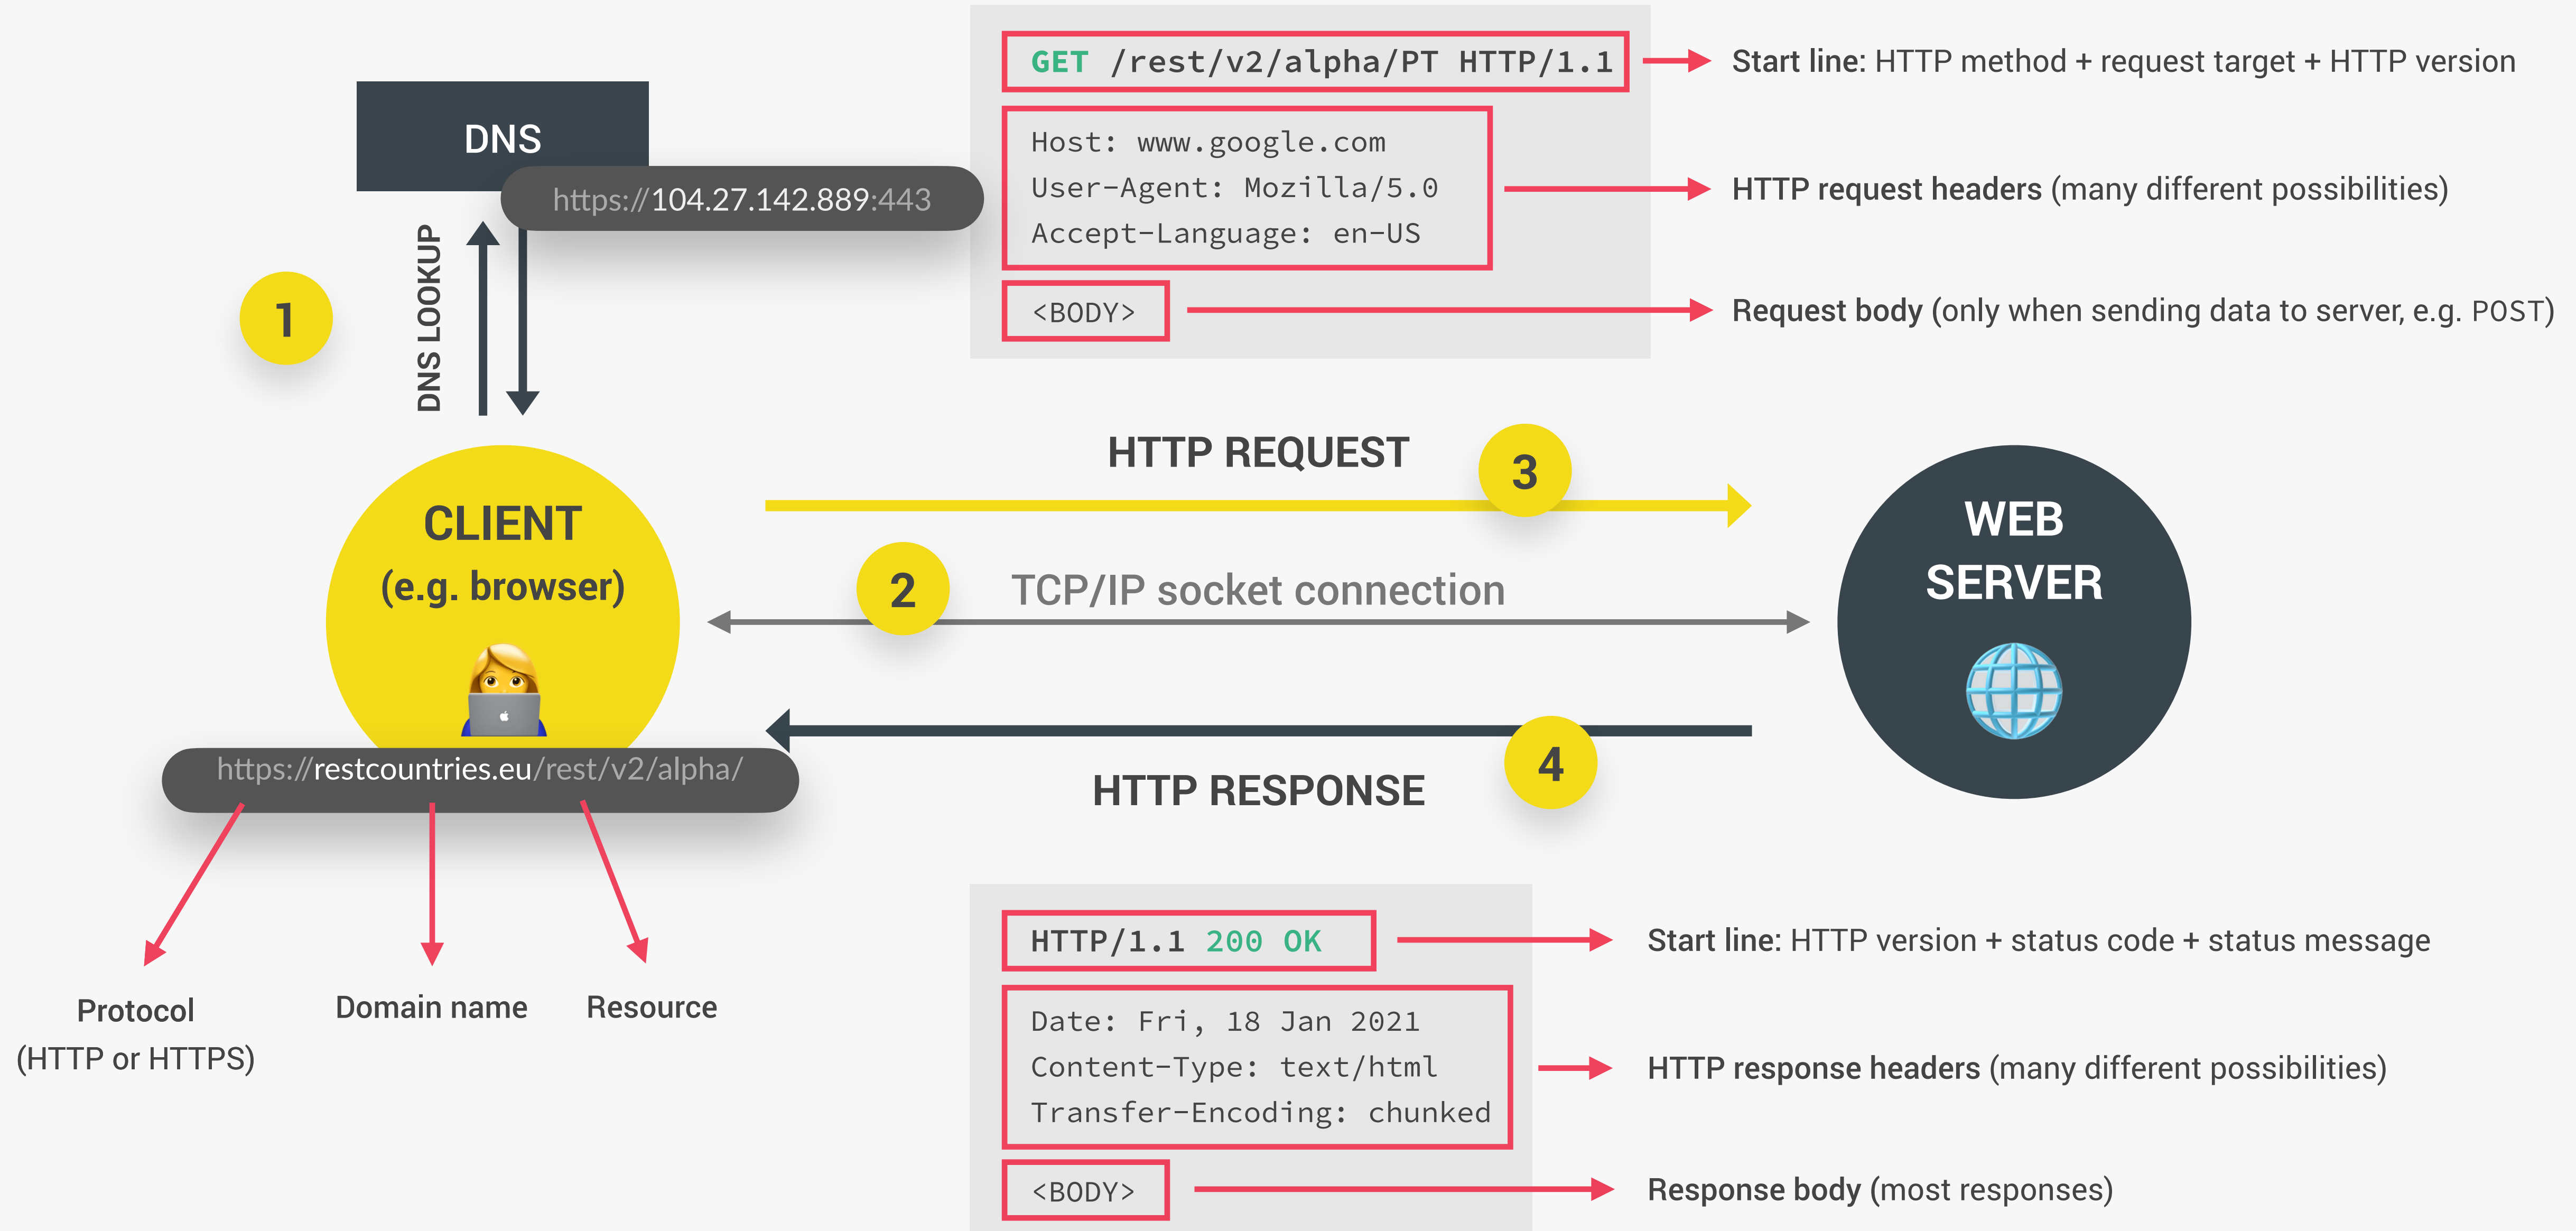 GET /rest/v2/alpha/PT HTTP/1.1
Start line: HTTP method + request target + HTTP version
Host: www.google.com
User-Agent: Mozilla/5.0
Accept-Language: en-US
HTTP request headers (many different possibilities)
<BODY>
Request body (only when sending data to server, e.g. POST)
DNS
https://104.27.142.889:443
DNS LOOKUP
1
CLIENT
(e.g. browser)
https://restcountries.eu/rest/v2/alpha/
Protocol
(HTTP or HTTPS)
Domain name
Resource
HTTP REQUEST
3
2
TCP/IP socket connection
4
HTTP RESPONSE
WEB
SERVER
HTTP/1.1 200 OK
Start line: HTTP version + status code + status message
Date: Fri, 18 Jan 2021
Content-Type: text/html
Transfer-Encoding: chunked
HTTP response headers (many different possibilities)
<BODY>
Response body (most responses)